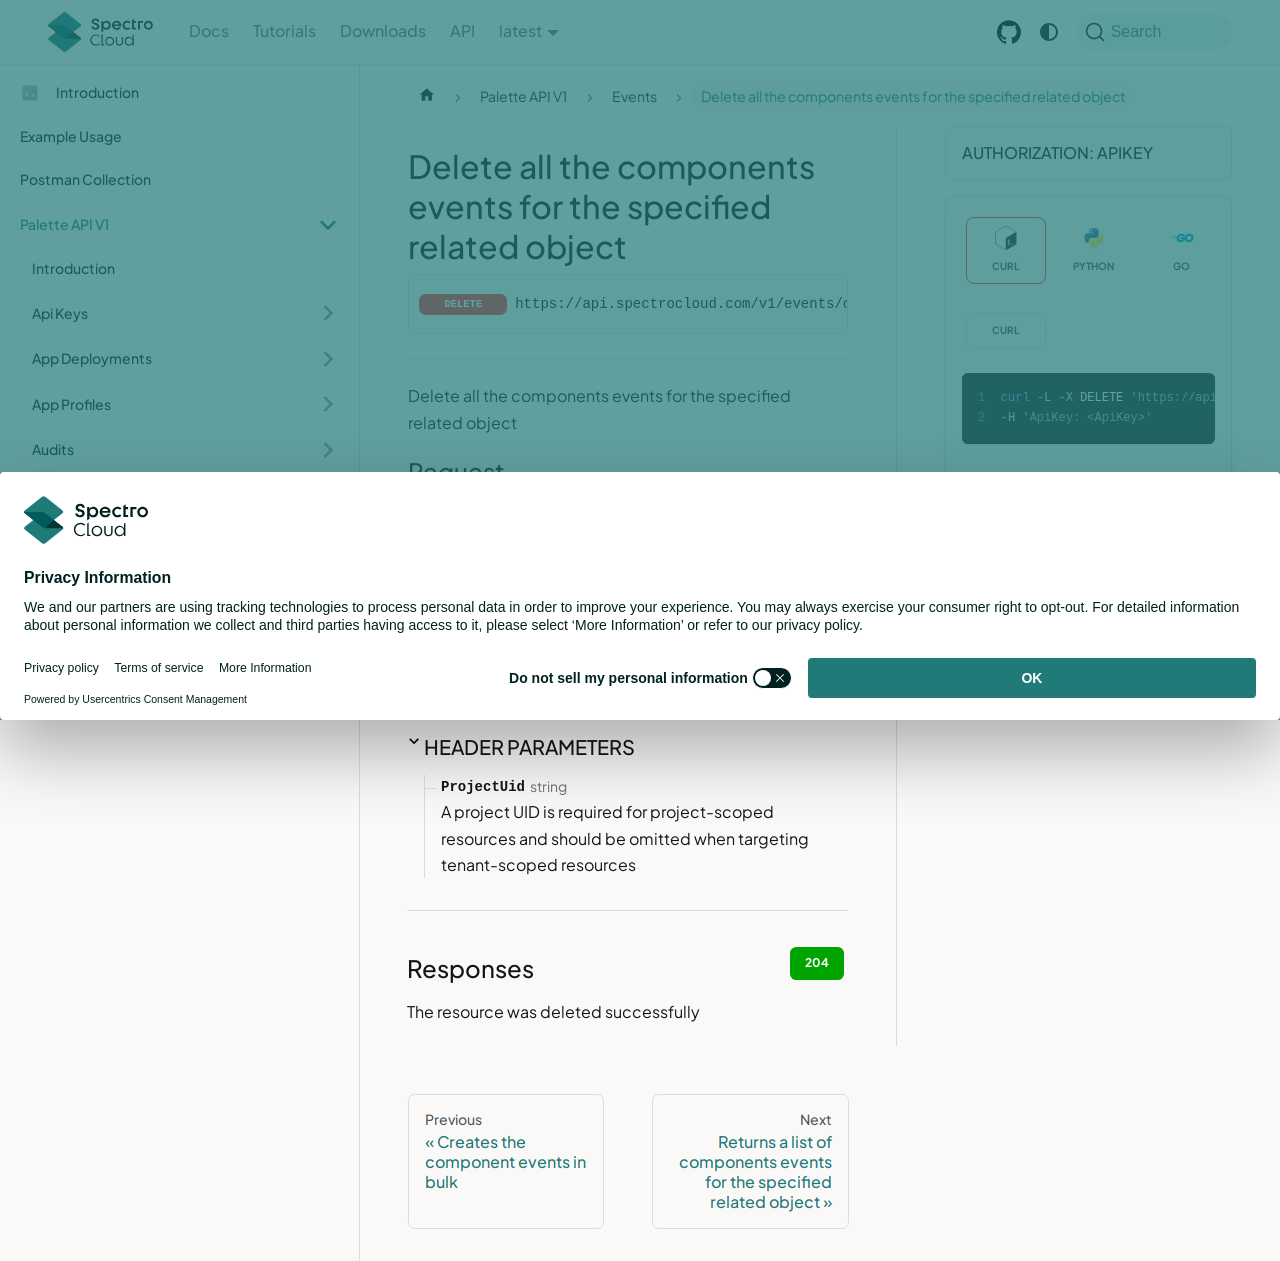 Spectro
Cloud
Docs
Tutorials
Downloads
API
latest
Search
Introduction
Example Usage
Postman Collection
Palette API V1
Introduction
Api Keys
App Deployments
App Profiles
Audits
Palette API V1
Events
Delete all the components events for the specified related object
Delete all the components
events for the specified
related object
DELETE https://api.spectrocloud.com/v1/events/
Delete all the components events for the specified
related object
Request
AUTHORIZATION: APIKEY
CURL
PYTHON
GO
CURL
1 curl -L -X DELETE 'https://api
2 -H 'ApiKey: <ApiKey>'
Spectro
Cloud
Privacy Information
We and our partners are using tracking technologies to process personal data in order to improve your experience. You may always exercise your consumer right to opt-out. For detailed information
about personal information we collect and third parties having access to it, please select ‘More Information’ or refer to our privacy policy.
Privacy policy
Terms of service
More Information
Do not sell my personal information
OK
Powered by Usercentrics Consent Management
HEADER PARAMETERS
ProjectUid string
A project UID is required for project-scoped
resources and should be omitted when targeting
tenant-scoped resources
Responses
204
The resource was deleted successfully
Previous
« Creates the
component events in
bulk
Next
Returns a list of
components events
for the specified
related object »